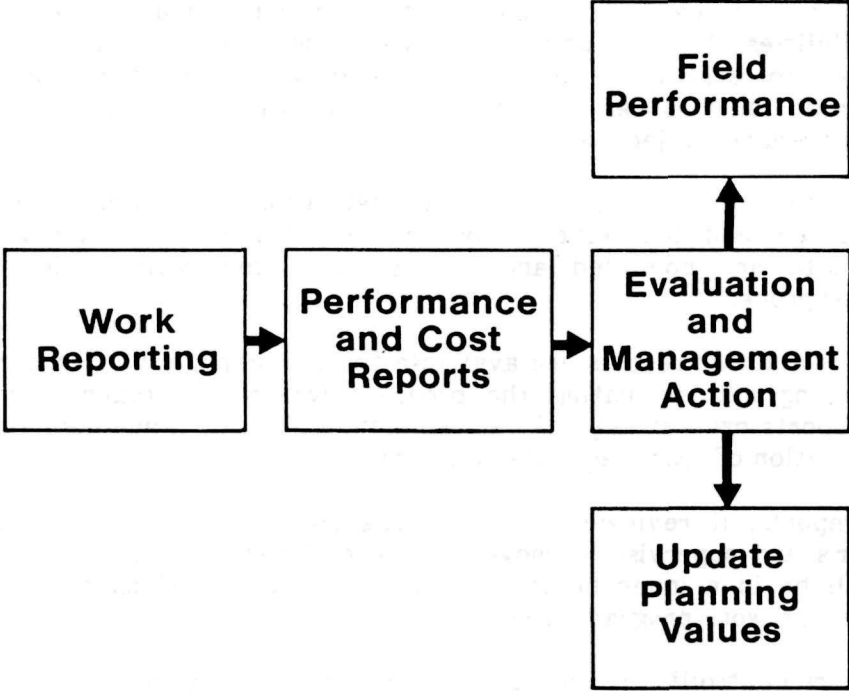 Field
Performance
Work
Reporting
Performance
and Cost
Reports
Evaluation
and
Management
Action
Update
Planning
Values